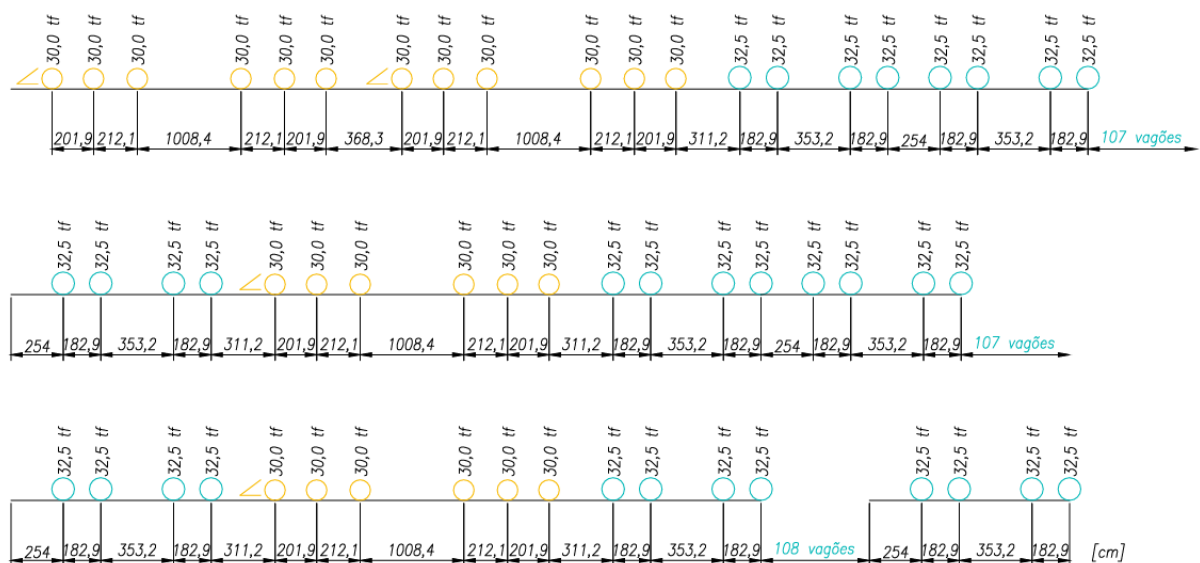 30,0 tf 30,0 tf 30,0 tf 30,0 tf 30,0 tf 30,0 tf 30,0 tf 30,0 tf 30,0 tf 30,0 tf 30,0 tf 30,0 tf 32,5 tf 32,5 tf 32,5 tf 32,5 tf 32,5 tf 32,5 tf 32,5 tf 32,5 tf
201,9 212,1 1008,4 212,1 201,9 368,3 201,9 212,1 1008,4 212,1 201,9 311,2 182,9 353,2 182,9 254 182,9 353,2 182,9 107 vagões
32,5 tf 32,5 tf 32,5 tf 32,5 tf 30,0 tf 30,0 tf 30,0 tf 30,0 tf 30,0 tf 30,0 tf 32,5 tf 32,5 tf 32,5 tf 32,5 tf 32,5 tf 32,5 tf 32,5 tf 32,5 tf
254 182,9 353,2 182,9 311,2 201,9 212,1 1008,4 212,1 201,9 311,2 182,9 353,2 182,9 254 182,9 353,2 182,9 107 vagões
32,5 tf 32,5 tf 32,5 tf 32,5 tf 30,0 tf 30,0 tf 30,0 tf 30,0 tf 30,0 tf 30,0 tf 32,5 tf 32,5 tf 32,5 tf 32,5 tf 32,5 tf 32,5 tf 32,5 tf 32,5 tf
254 182,9 353,2 182,9 311,2 201,9 212,1 1008,4 212,1 201,9 311,2 182,9 353,2 182,9 108 vagões 254 182,9 353,2 182,9 [cm]